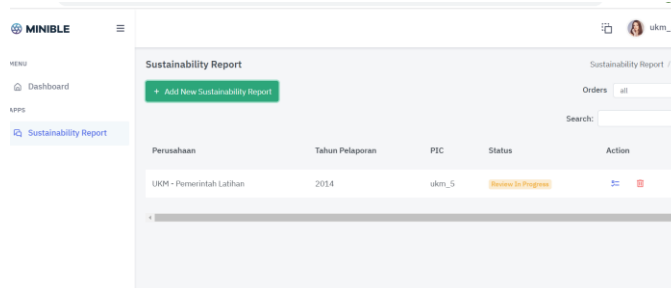 MINIBLE
ukm_
MENU
Sustainability Report
Sustainability Report /
Dashboard
+ Add New Sustainability Report
Orders all
APPS
Search:
Sustainability Report
Perusahaan Tahun Pelaporan PIC Status Action
UKM - Pemerintah Latihan 2014 ukm_5 Review In Progress